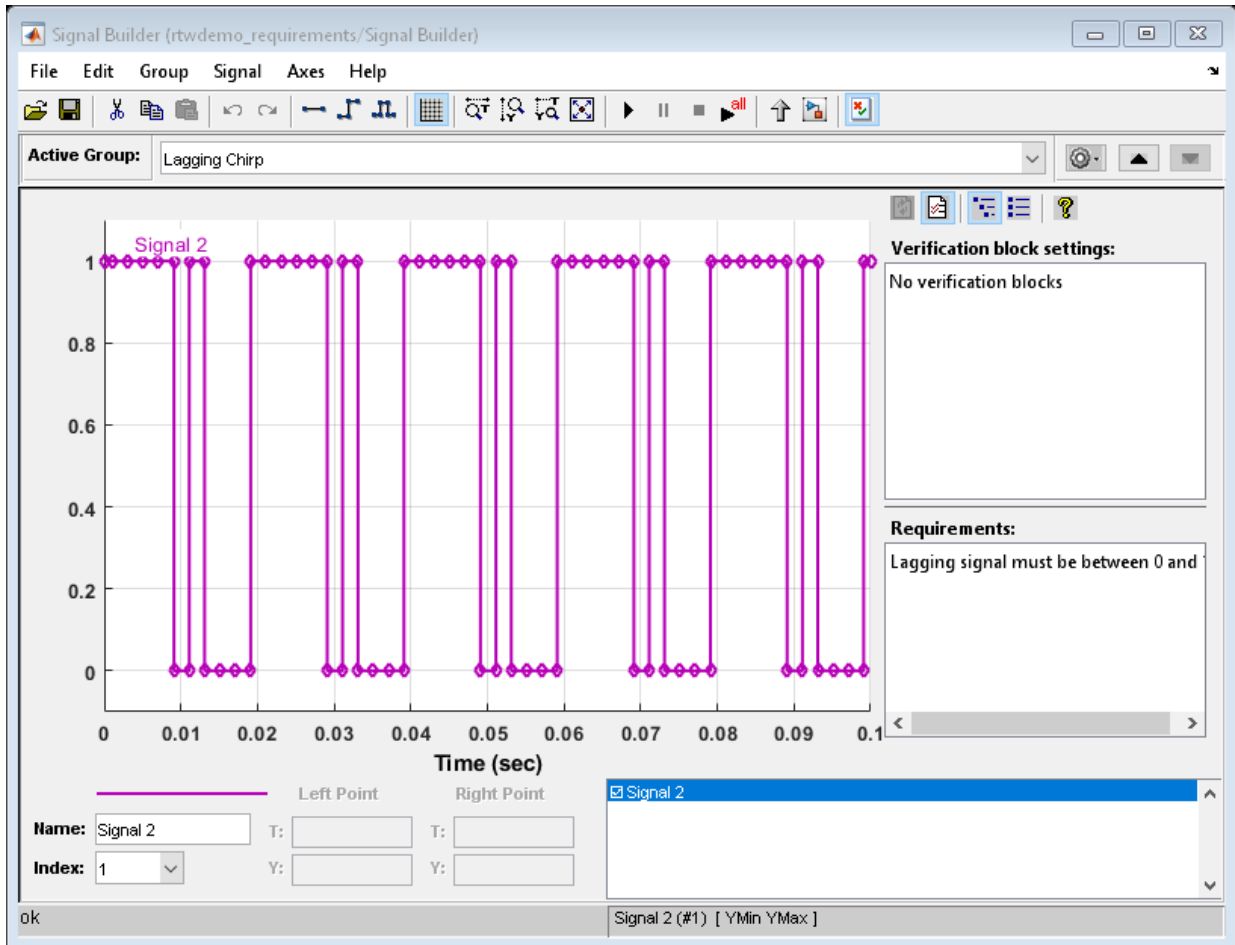 Signal Builder (rtwdemo_requirements/Signal Builder)
File Edit Group Signal Axes Help
all
Active Group: Lagging Chirp
Signal 2
1
0.8
0.6
0.4
0.2
0
0 0.01 0.02 0.03 0.04 0.05 0.06 0.07 0.08 0.09 0.1
Time (sec)
Verification block settings:
No verification blocks
Requirements:
Lagging signal must be between 0 and
Left Point Right Point
Name: Signal 2 T: T:
Index: 1 Y: Y:
Signal 2
ok Signal 2 (#1) [ YMin YMax ]